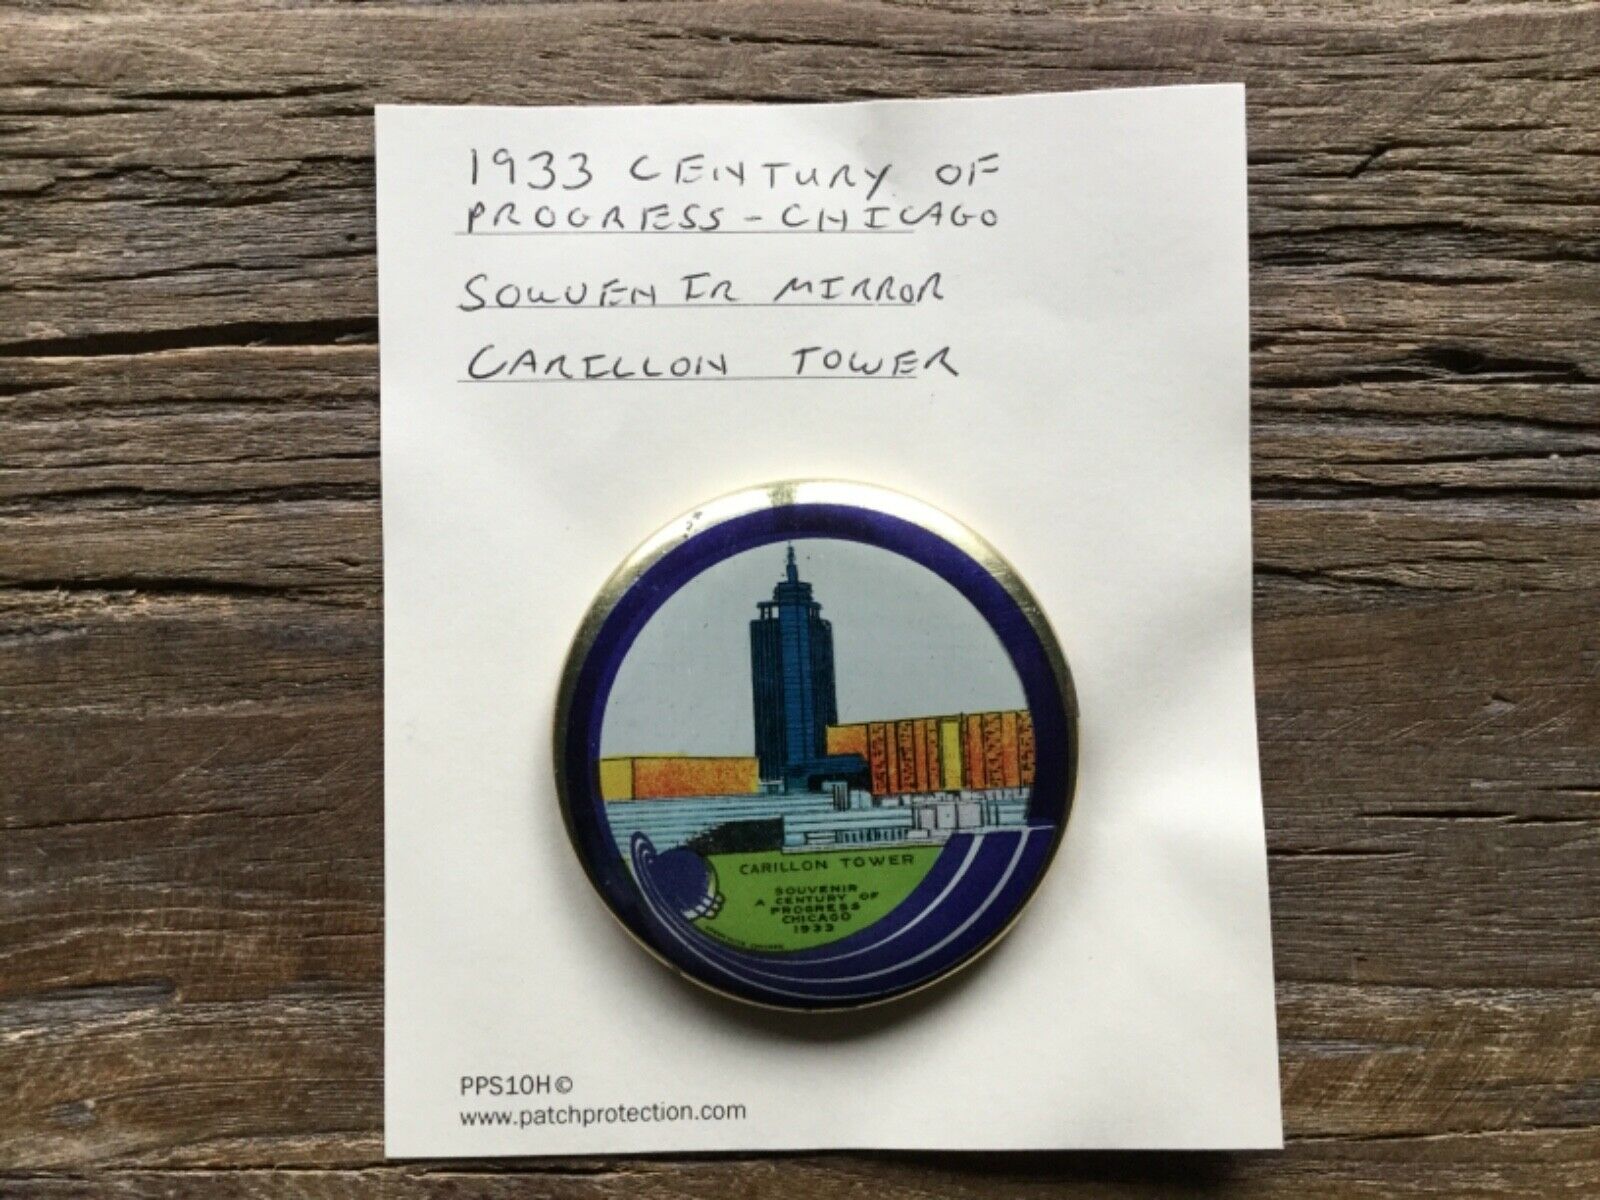 1933 CENTURY OF
PROGRESS - CHICAGO
SOUVENIR MIRROR
CARILLON TOWER
CARILLON TOWER
SOUVENIR
A CENTURY OF
PROGRESS
CHICAGO
1933
PPS10H©
www.patchprotection.com